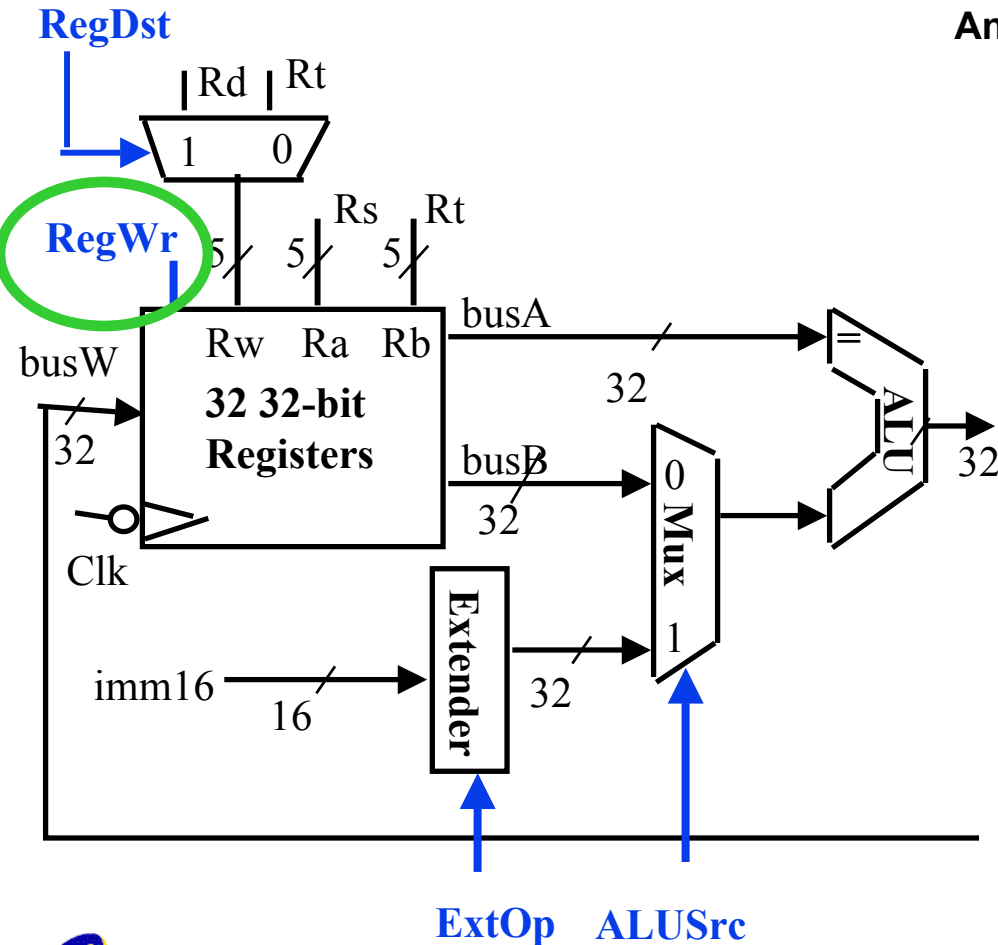 RegDst
An
Rd Rt
1 0
Rs Rt
RegWr
5 5 5
busA
Rw Ra Rb
=
busW
32
32 32-bit
Registers
ALU
32
32
busB
0
32
Mux
Clk
Extender
1
imm16
16
32
ExtOp ALUSrc